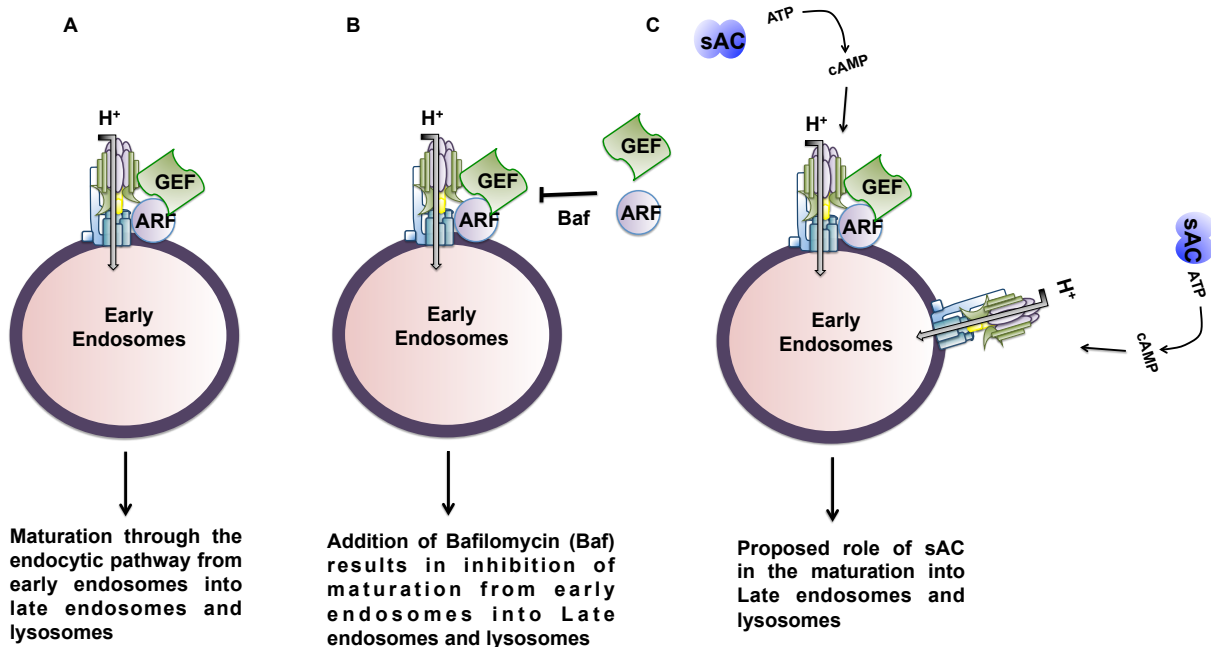 A
H+
GEF
ARF
Early
Endosomes
Maturation through the
endocytic pathway from
early endosomes into
late endosomes and
lysosomes
B
H+
GEF
ARF
GEF
ARF
Baf
Early
Endosomes
Addition of Bafilomycin (Baf)
results in inhibition of
maturation from early
endosomes into Late
endosomes and lysosomes
C
sAC
ATP
cAMP
H+
GEF
ARF
Early
Endosomes
H+
sAC
ATP
cAMP
Proposed role of sAC
in the maturation into
Late endosomes and
lysosomes